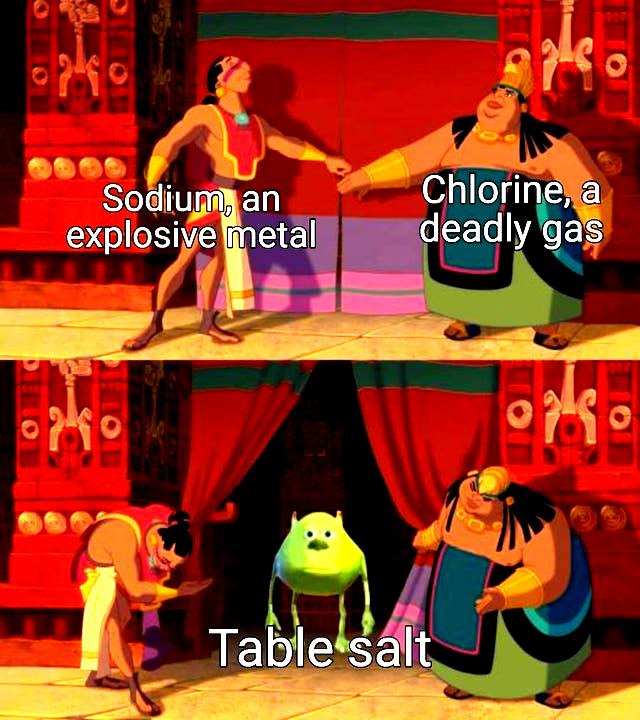 Sodium, an
explosive metal
Chlorine, a
deadly gas
Table salt